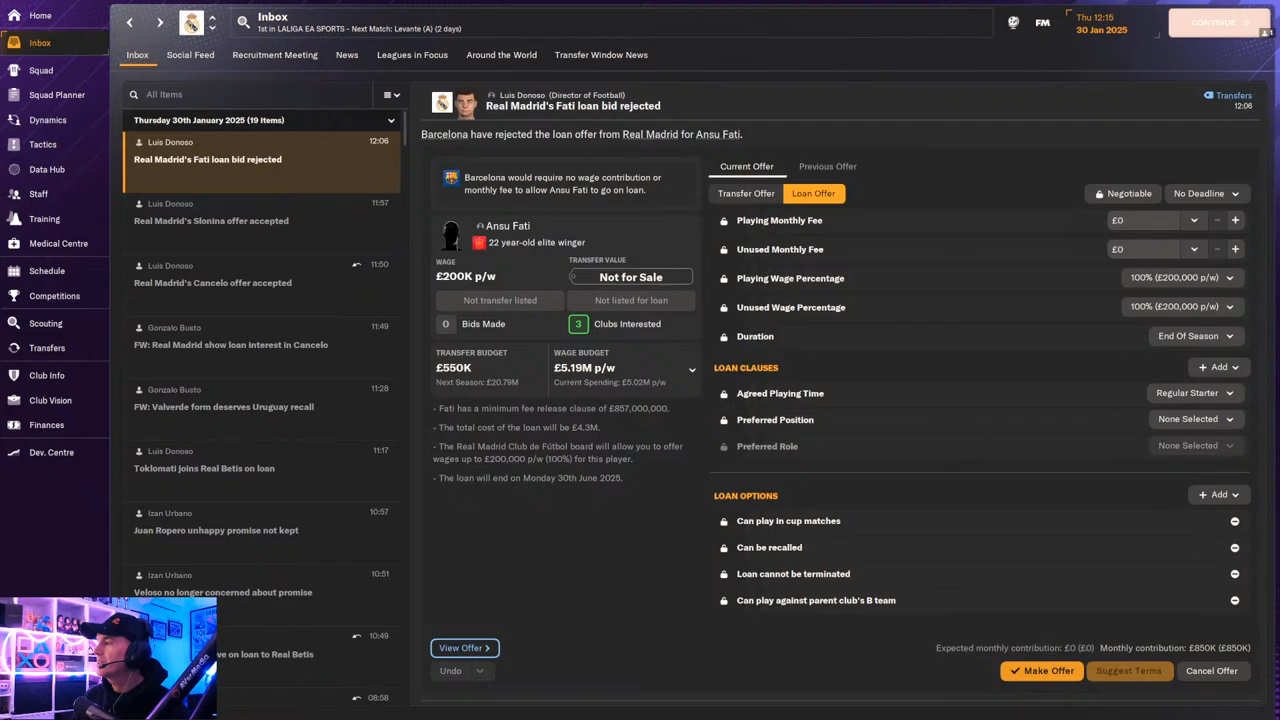 Home
Inbox
Squad
Squad Planner
Dynamics
Tactics
Data Hub
Staff
Training
Medical Centre
Schedule
Competitions
Scouting
Transfers
Club Info
Club Vision
Finances
Dev. Centre
Inbox
1st in LALIGA EA SPORTS - Next Match: Levante (A) (2 days)
FM
Thu 12:15
30 Jan 2025
CONTINUE
1
Inbox
Social Feed
Recruitment Meeting
News
Leagues in Focus
Around the World
Transfer Window News
All Items
Thursday 30th January 2025 (19 items)
Luis Donoso 12:06
Real Madrid's Fati loan bid rejected
Luis Donoso 11:57
Real Madrid's Slonina offer accepted
Luis Donoso 11:50
Real Madrid's Cancelo offer accepted
Gonzalo Busto 11:49
FW: Real Madrid show loan interest in Cancelo
Gonzalo Busto 11:28
FW: Valverde form deserves Uruguay recall
Luis Donoso 11:17
Toklomati joins Real Betis on loan
Izan Urbano 10:57
Juan Ropero unhappy promise not kept
Izan Urbano 10:51
Veloso no longer concerned about promise
10:49
ve on loan to Real Betis
08:58
Luis Donoso (Director of Football)
Real Madrid's Fati loan bid rejected
Transfers
12:06
Barcelona have rejected the loan offer from Real Madrid for Ansu Fati.
Barcelona would require no wage contribution or
monthly fee to allow Ansu Fati to go on loan.
Ansu Fati
22 year-old elite winger
WAGE
£200K p/w
TRANSFER VALUE
Not for Sale
Not transfer listed
Not listed for loan
0 Bids Made
3 Clubs Interested
TRANSFER BUDGET
£550K
Next Season: £20.79M
WAGE BUDGET
£5.19M p/w
Current Spending: £5.02M p/w
- Fati has a minimum fee release clause of £857,000,000.
- The total cost of the loan will be £4.3M.
- The Real Madrid Club de Fútbol board will allow you to offer
wages up to £200,000 p/w (100%) for this player.
- The loan will end on Monday 30th June 2025.
View Offer
Undo
Current Offer
Previous Offer
Transfer Offer
Loan Offer
Negotiable
No Deadline
Playing Monthly Fee £0
Unused Monthly Fee £0
Playing Wage Percentage 100% (£200,000 p/w)
Unused Wage Percentage 100% (£200,000 p/w)
Duration End Of Season
LOAN CLAUSES + Add
Agreed Playing Time Regular Starter
Preferred Position None Selected
Preferred Role None Selected
LOAN OPTIONS + Add
Can play in cup matches
Can be recalled
Loan cannot be terminated
Can play against parent club's B team
Expected monthly contribution: £0 (£0) Monthly contribution: £850K (£850K)
Make Offer
Suggest Terms
Cancel Offer